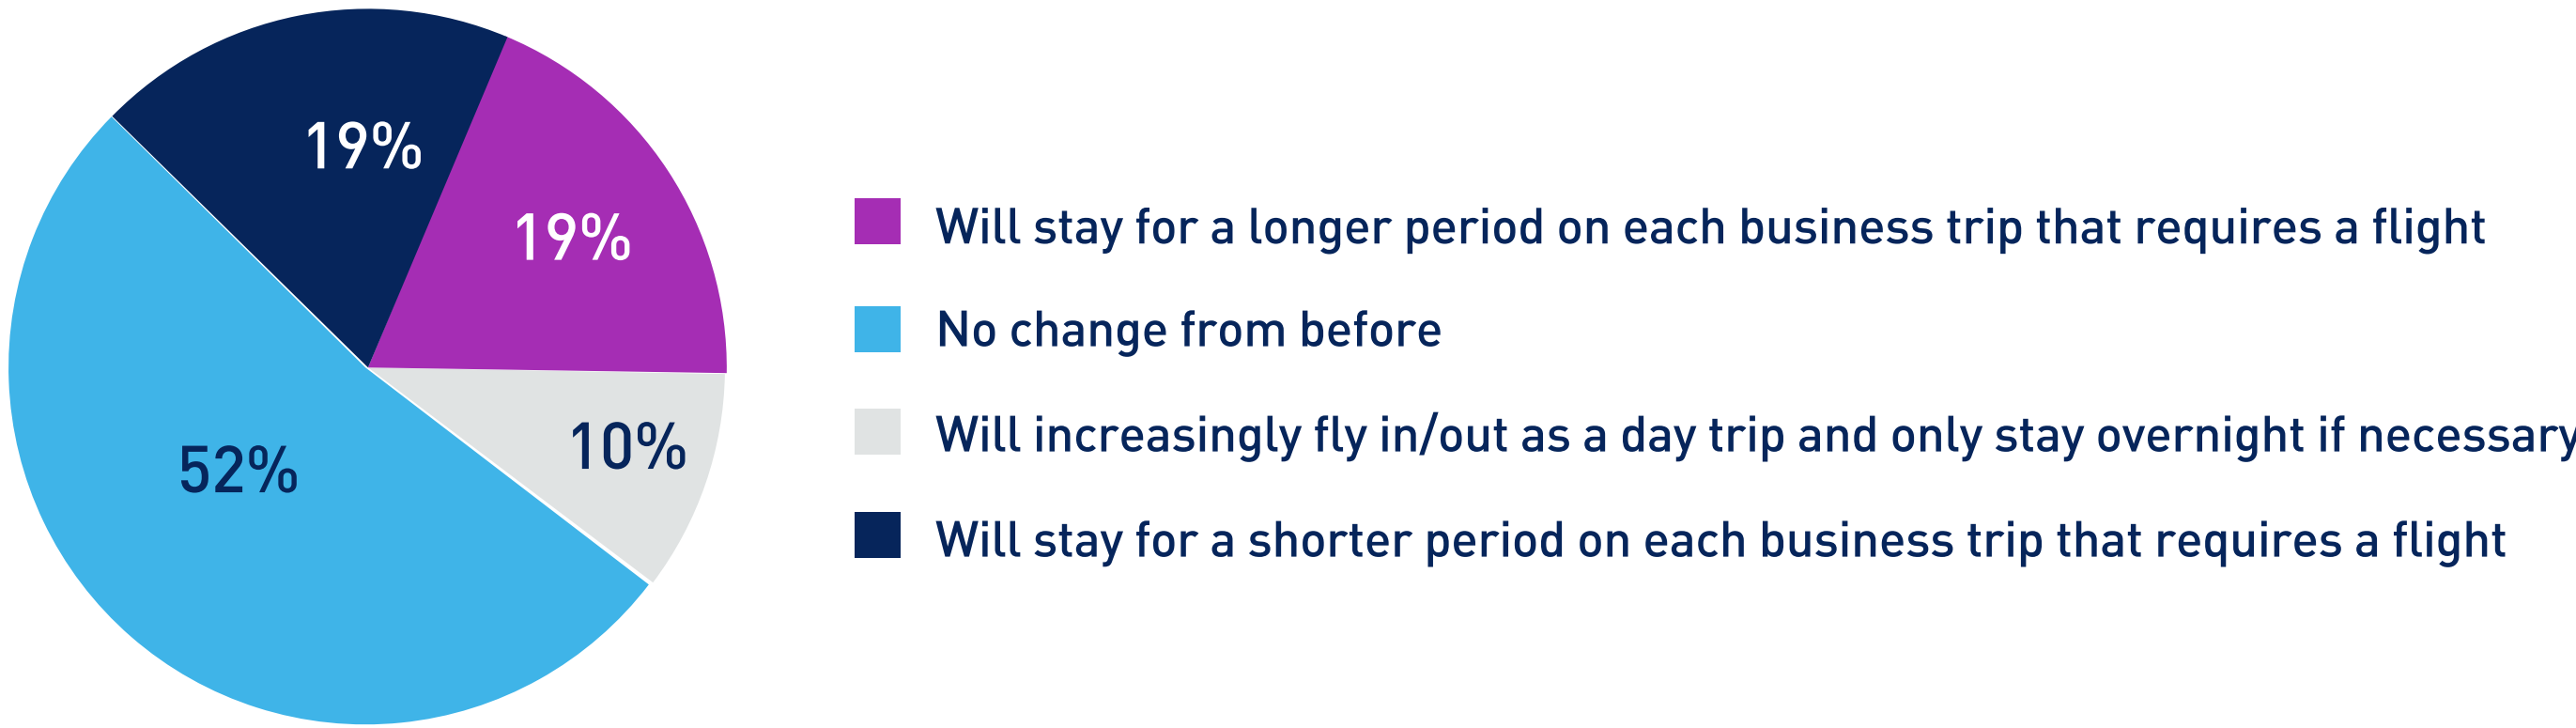 19%
19%
52%
10%
Will stay for a longer period on each business trip that requires a flight
No change from before
Will increasingly fly in/out as a day trip and only stay overnight if necessary
Will stay for a shorter period on each business trip that requires a flight